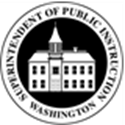 SUPERINTENDENT OF PUBLIC INSTRUCTION
WASHINGTON